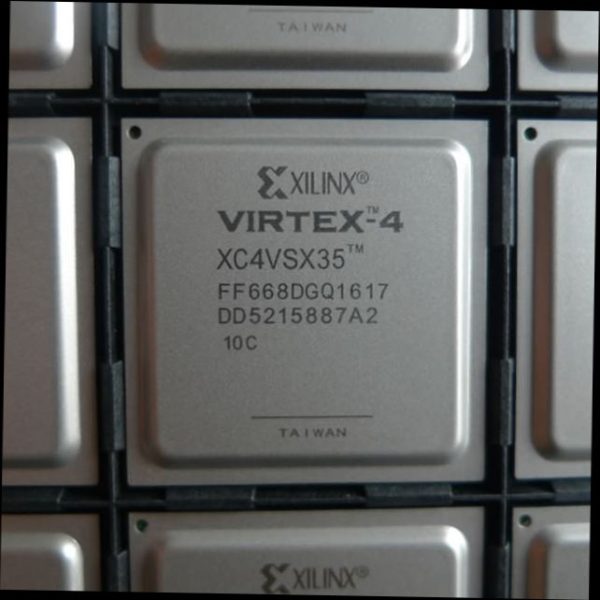 TAIWAN
XILINX®
VIRTEX™-4
XC4VSX35™
FF668DGQ1617
DD5215887A2
10C
TAIWAN
XILINX®